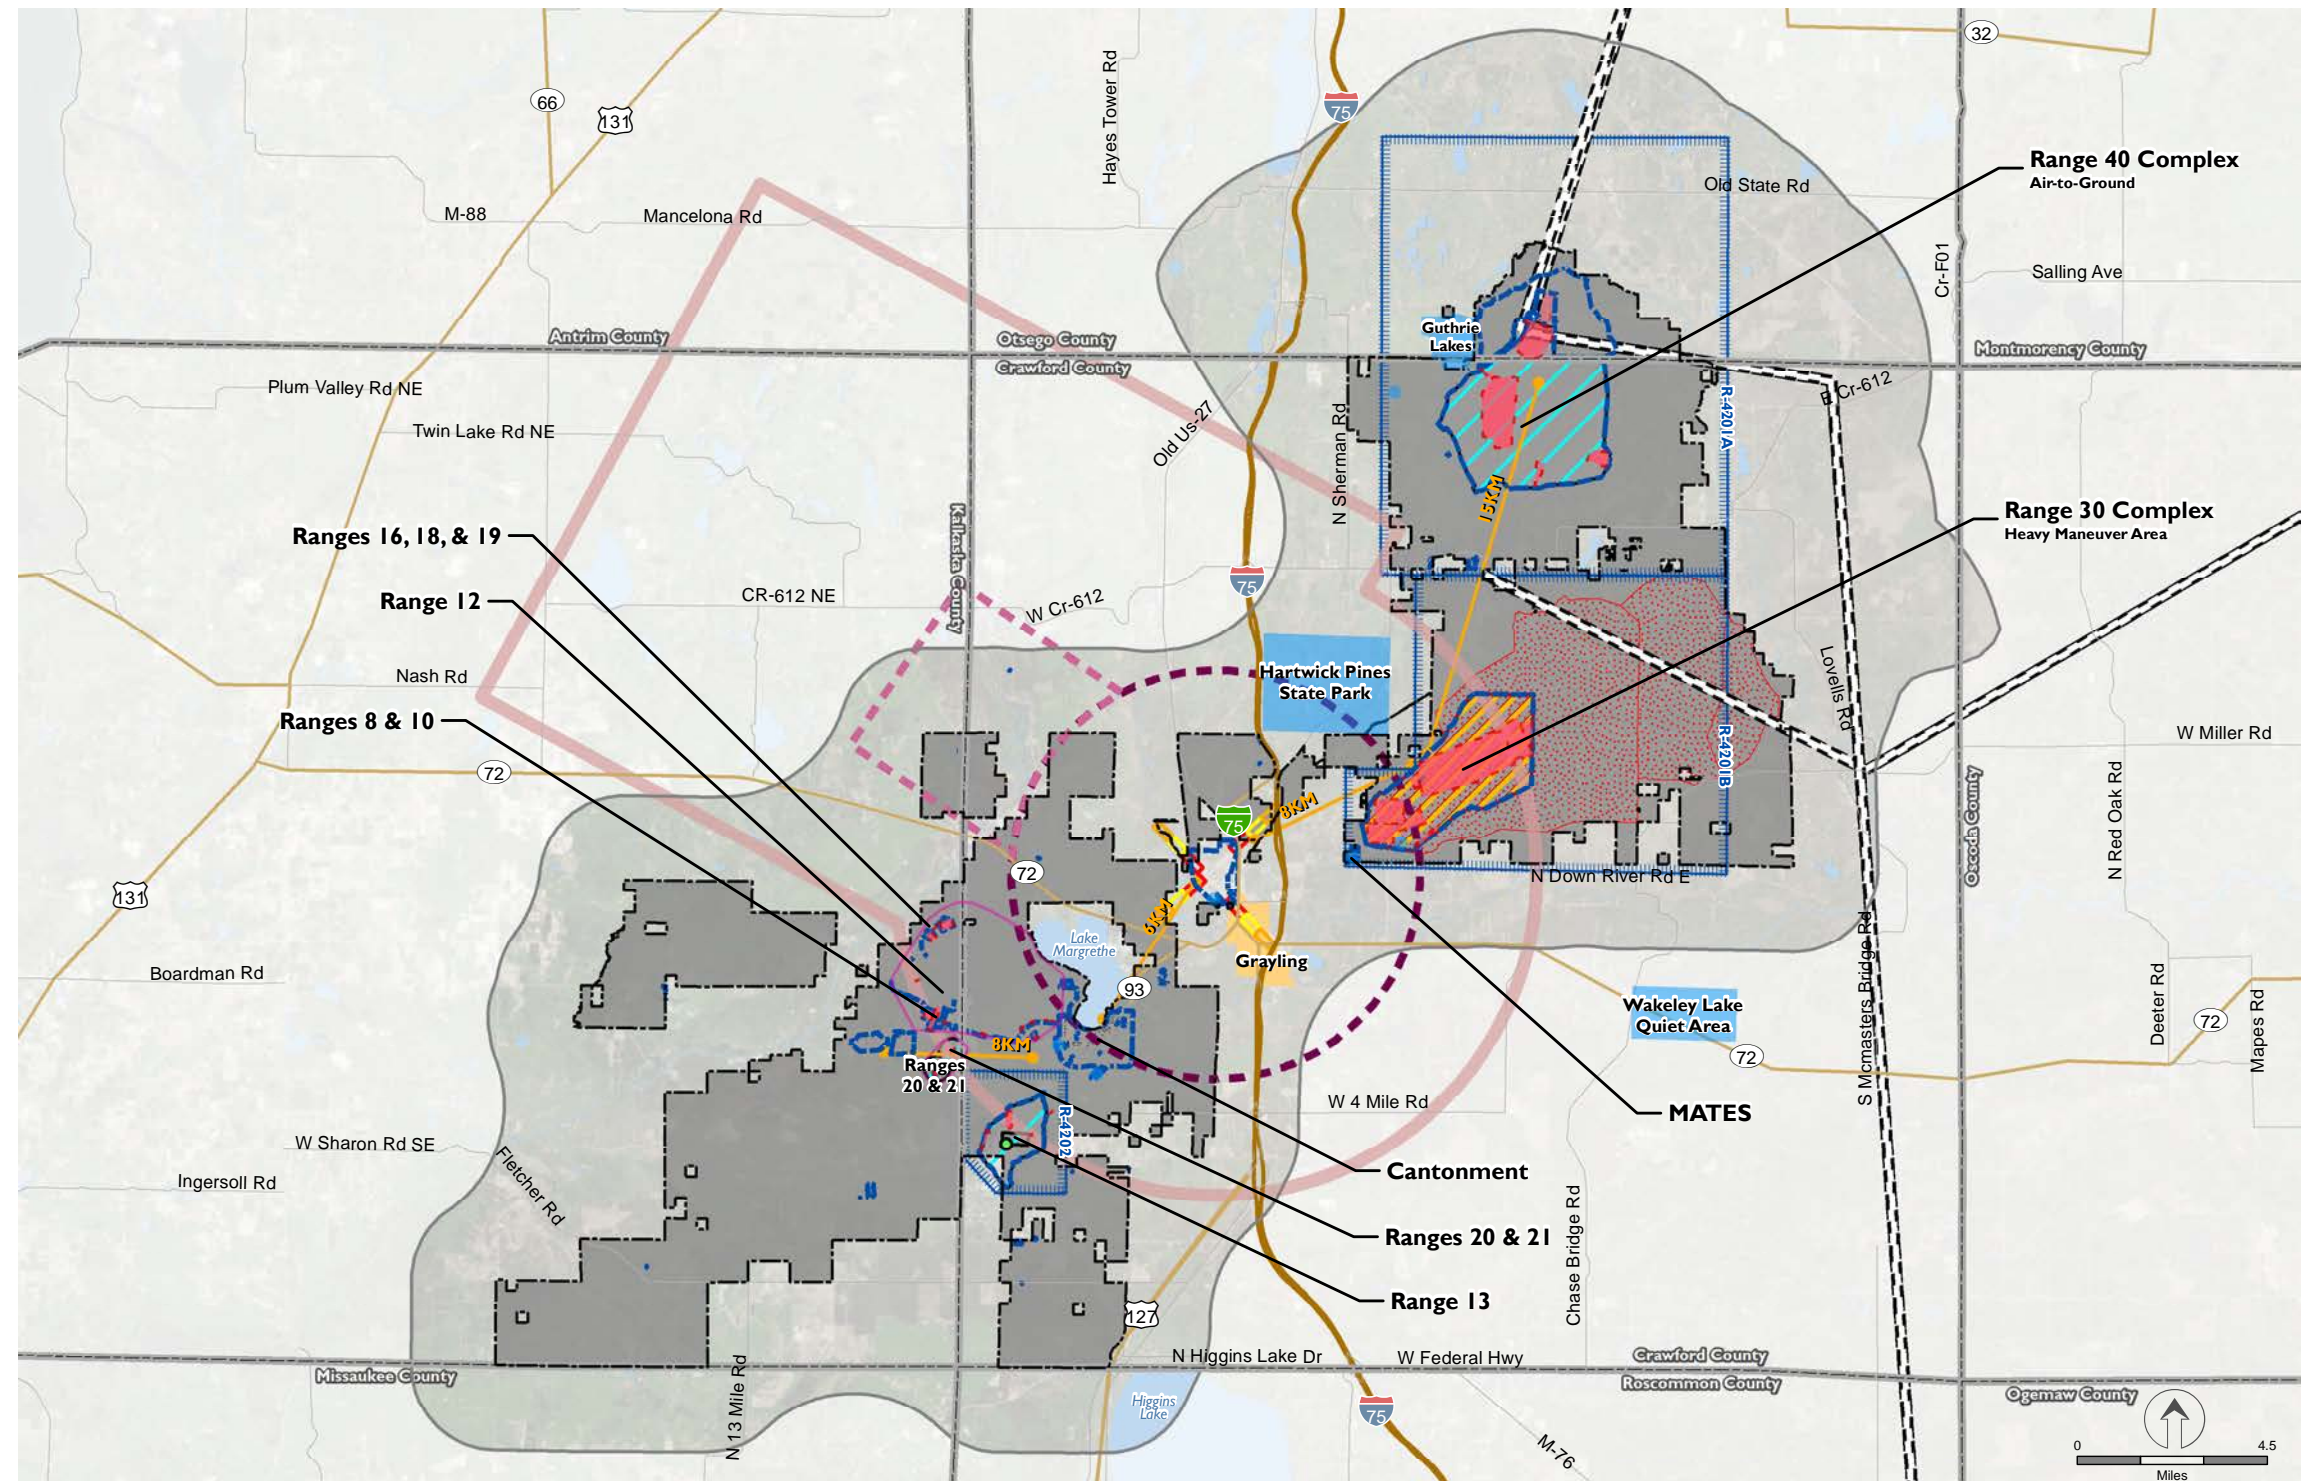 32
66
131
75
Hayes Tower Rd
Range 40 Complex
Air-to-Ground
Old State Rd
M-88
Mancelona Rd
Cr-F01
Salling Ave
Guthrie
Lakes
Antrim County
Otsego County
Crawford County
Montmorency County
Plum Valley Rd NE
E Cr-612
R-4201A
Twin Lake Rd NE
Old Us-27
N Sherman Rd
15KM
Range 30 Complex
Heavy Maneuver Area
Ranges 16, 18, & 19
Kalkaska County
75
Range 12
CR-612 NE
W Cr-612
Hartwick Pines
State Park
Nash Rd
Lovells Rd
Ranges 8 & 10
W Miller Rd
R-4201B
72
N Red Oak Rd
Oscoda County
8KM
75
72
131
N Down River Rd E
6KM
Lake
Margrethe
Grayling
Boardman Rd
93
Wakeley Lake
Quiet Area
S Mcmasters Bridge Rd
Deeter Rd
Mapes Rd
72
72
8KM
Ranges
20 & 21
W 4 Mile Rd
MATES
R-4202
W Sharon Rd SE
Fletcher Rd
Ingersoll Rd
Cantonment
Chase Bridge Rd
Ranges 20 & 21
Range 13
127
N Higgins Lake Dr
W Federal Hwy
Crawford County
Roscommon County
Missaukee County
N 13 Mile Rd
Higgins
Lake
75
Ogemaw County
M-76
0
4.5
Miles